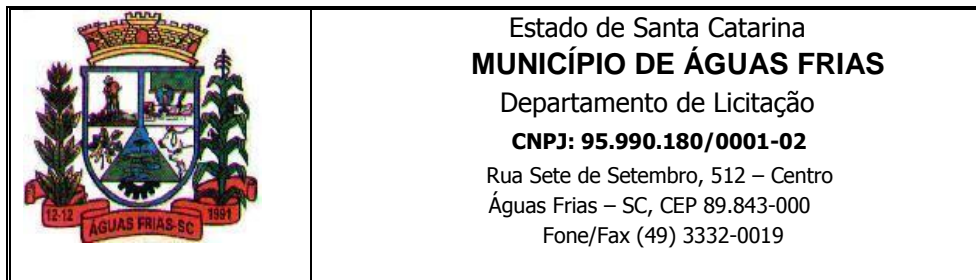 12-12
1991
ÁGUAS FRIAS-SC
Estado de Santa Catarina
MUNICÍPIO DE ÁGUAS FRIAS
Departamento de Licitação
CNPJ: 95.990.180/0001-02
Rua Sete de Setembro, 512 – Centro
Águas Frias – SC, CEP 89.843-000
Fone/Fax (49) 3332-0019